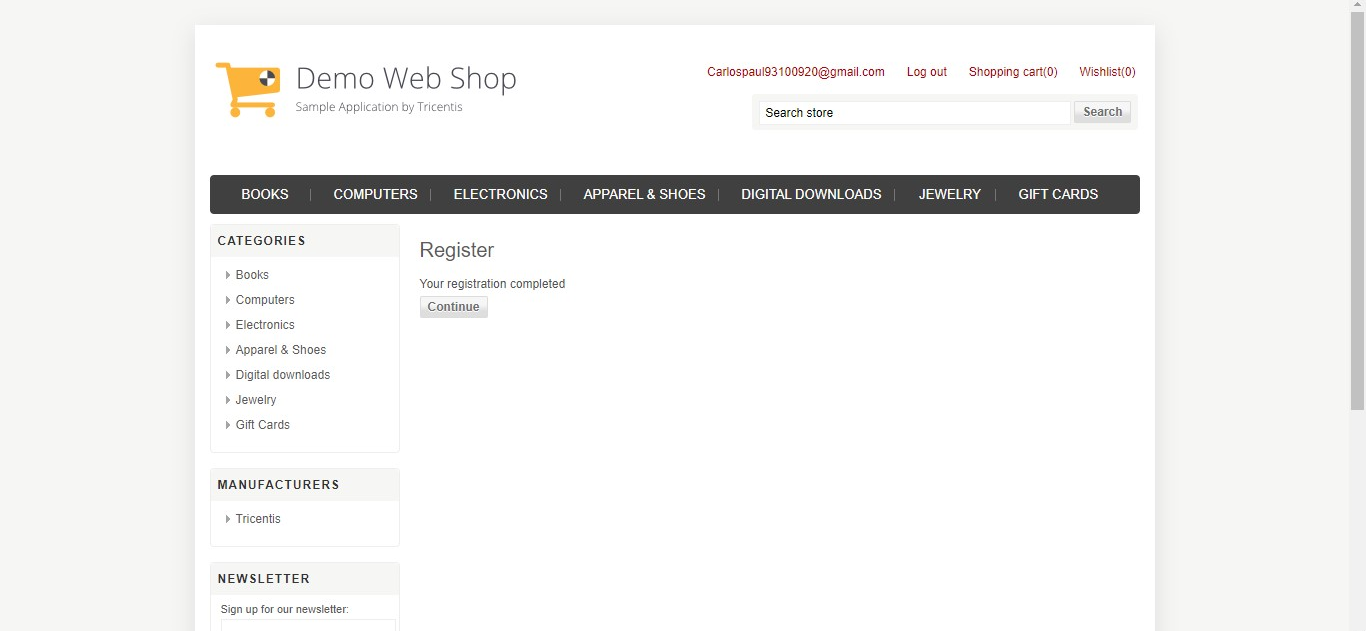 Demo Web Shop
Sample Application by Tricentis
Carlospaul93100920@gmail.com Log out Shopping cart(0) Wishlist(0)
Search store Search
BOOKS COMPUTERS ELECTRONICS APPAREL & SHOES DIGITAL DOWNLOADS JEWELRY GIFT CARDS
CATEGORIES
Books
Computers
Electronics
Apparel & Shoes
Digital downloads
Jewelry
Gift Cards
MANUFACTURERS
Tricentis
NEWSLETTER
Sign up for our newsletter:
Register
Your registration completed
Continue